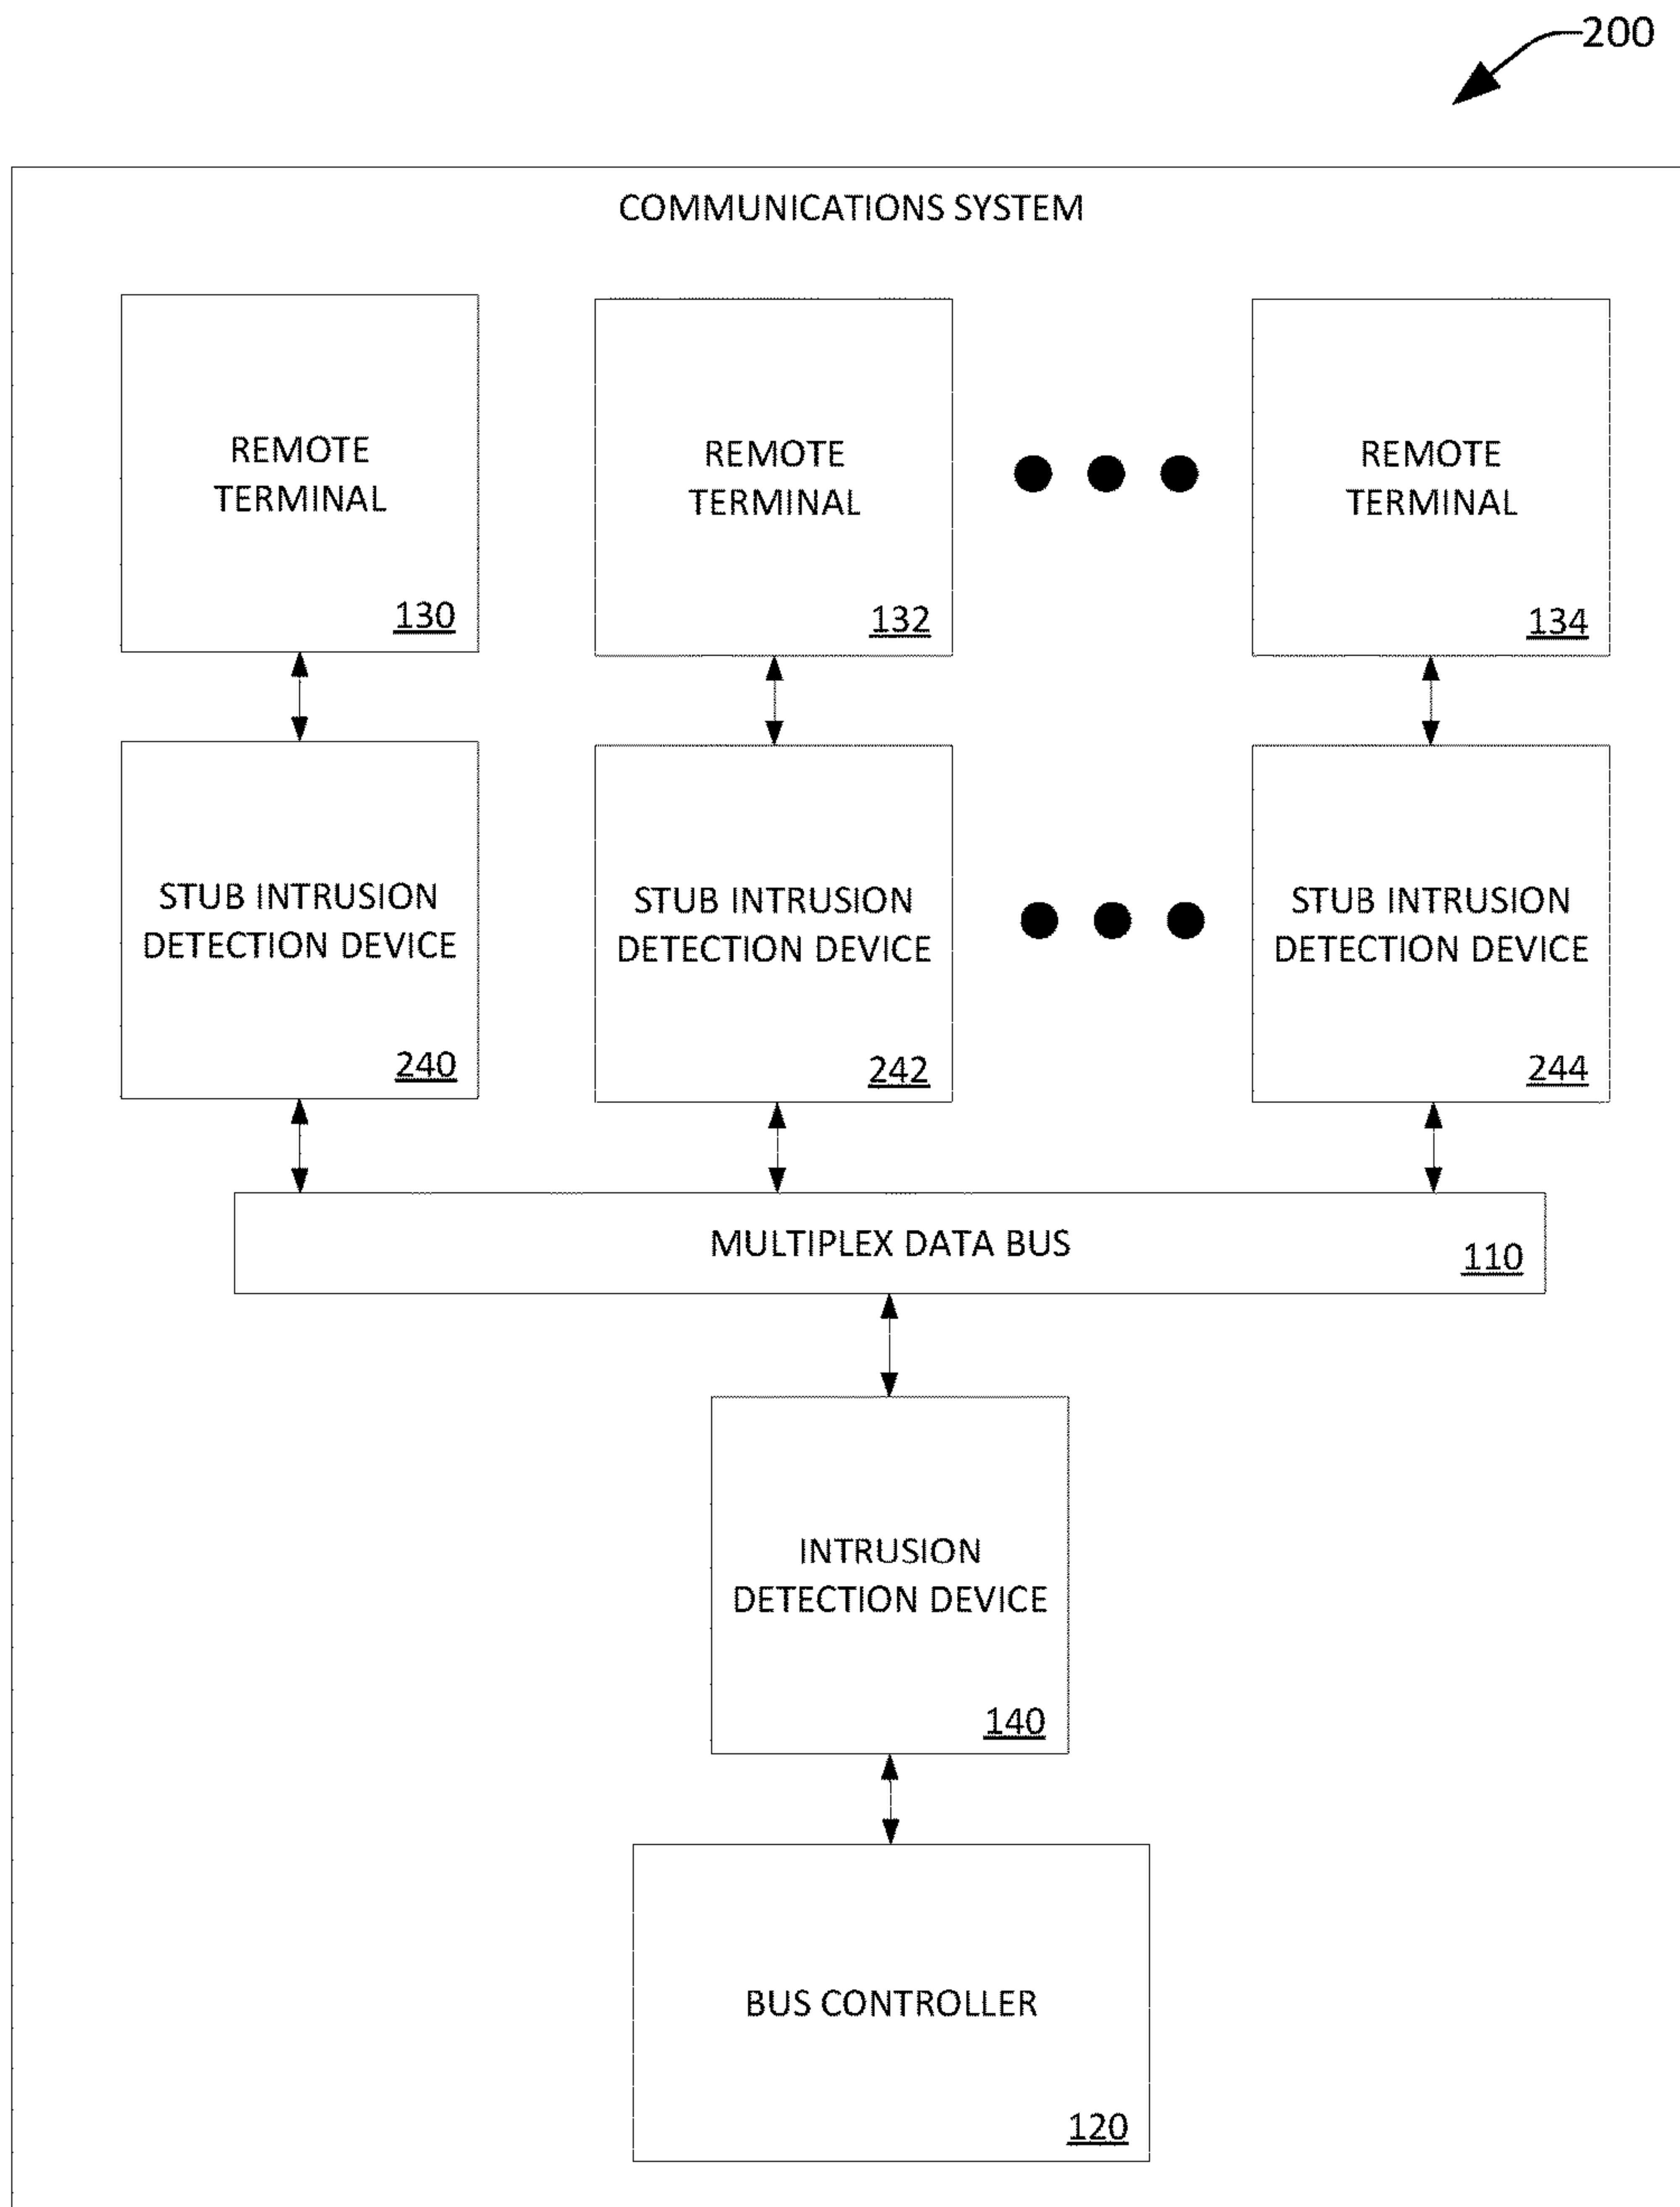 200
COMMUNICATIONS SYSTEM
REMOTE
TERMINAL
130
REMOTE
TERMINAL
132
REMOTE
TERMINAL
134
STUB INTRUSION
DETECTION DEVICE
240
STUB INTRUSION
DETECTION DEVICE
242
STUB INTRUSION
DETECTION DEVICE
244
MULTIPLEX DATA BUS
110
INTRUSION
DETECTION DEVICE
140
BUS CONTROLLER
120